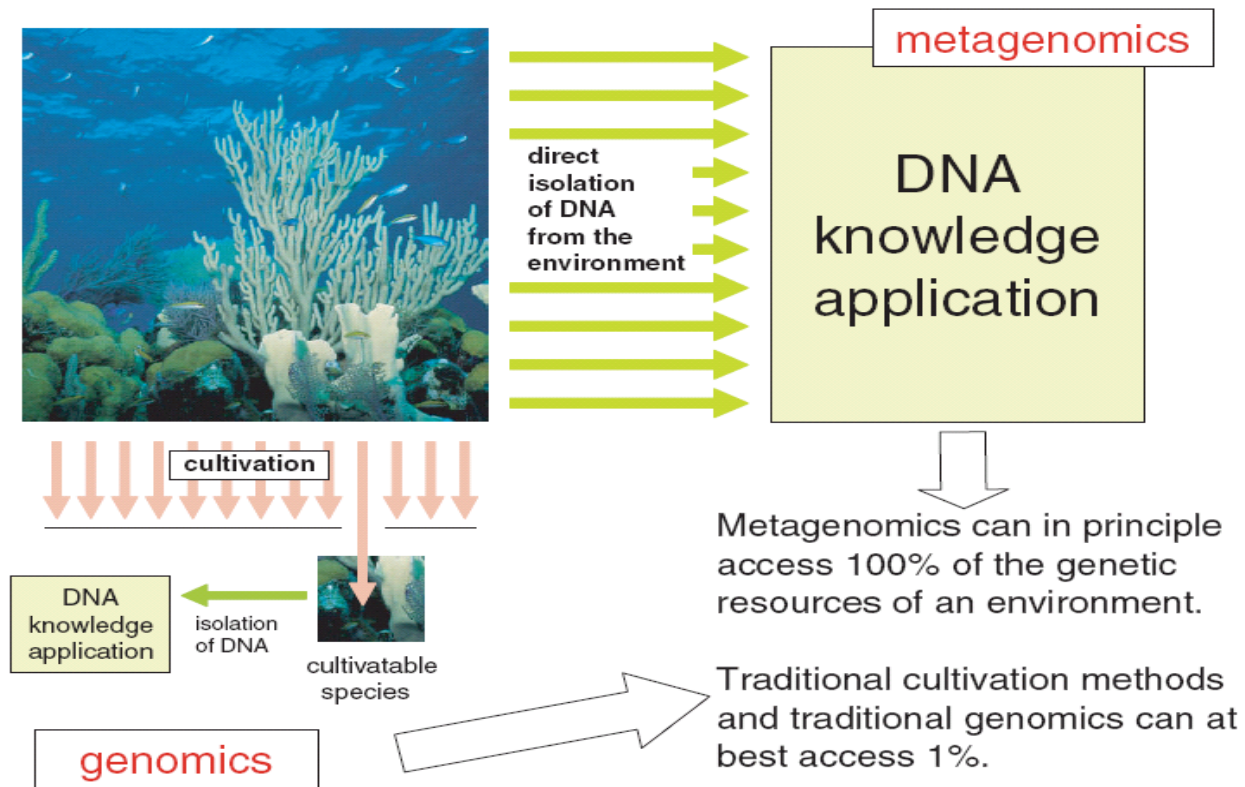 metagenomics
direct
isolation
of DNA
from the
environment
DNA
knowledge
application
cultivation
Metagenomics can in principle
access 100% of the genetic
resources of an environment.
DNA
knowledge
application
isolation
of DNA
cultivatable
species
Traditional cultivation methods
and traditional genomics can at
best access 1%.
genomics